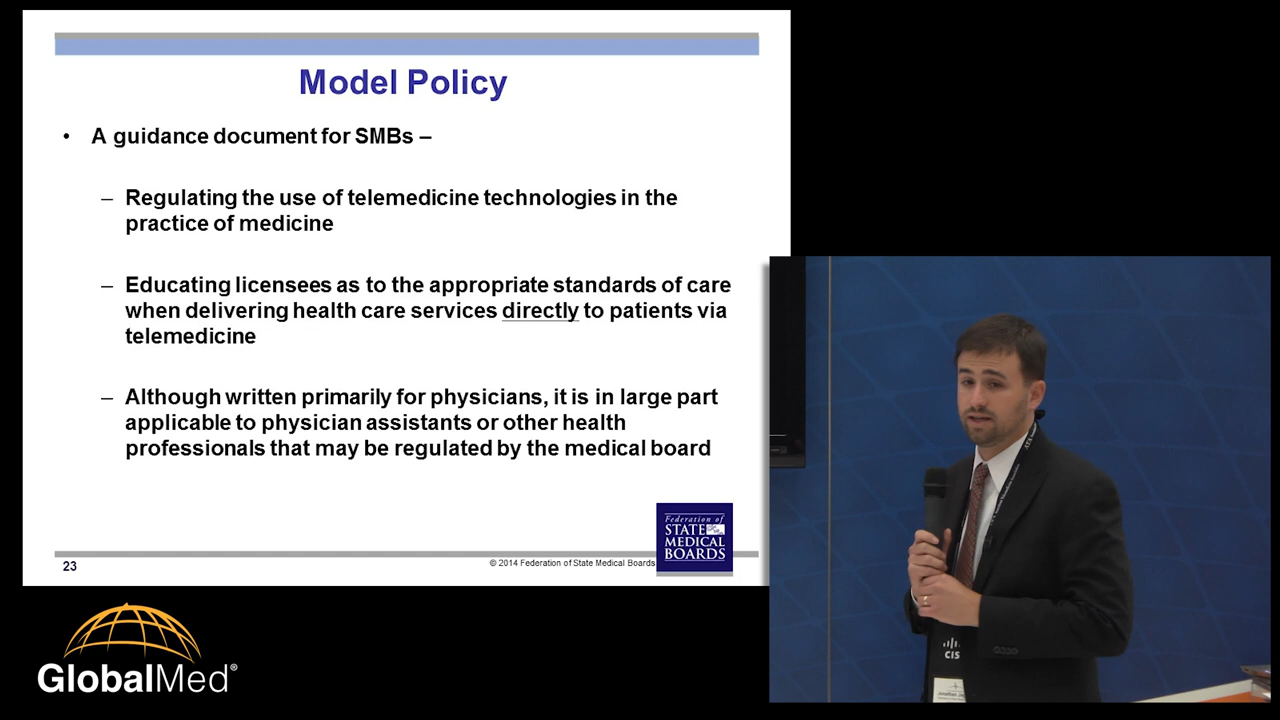 Model Policy
• A guidance document for SMBs –
– Regulating the use of telemedicine technologies in the
practice of medicine
– Educating licensees as to the appropriate standards of care
when delivering health care services directly to patients via
telemedicine
– Although written primarily for physicians, it is in large part
applicable to physician assistants or other health
professionals that may be regulated by the medical board
Federation of
STATE
MEDICAL
BOARDS
23
© 2014 Federation of State Medical Boards
GlobalMed®
CIS
Jonathan